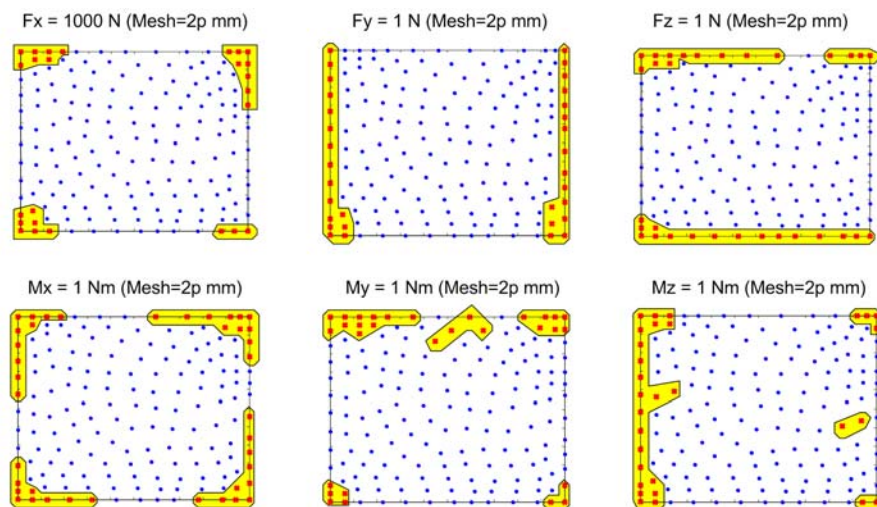 Fx = 1000 N (Mesh=2p mm)
Fy = 1 N (Mesh=2p mm)
Fz = 1 N (Mesh=2p mm)
Mx = 1 Nm (Mesh=2p mm)
My = 1 Nm (Mesh=2p mm)
Mz = 1 Nm (Mesh=2p mm)